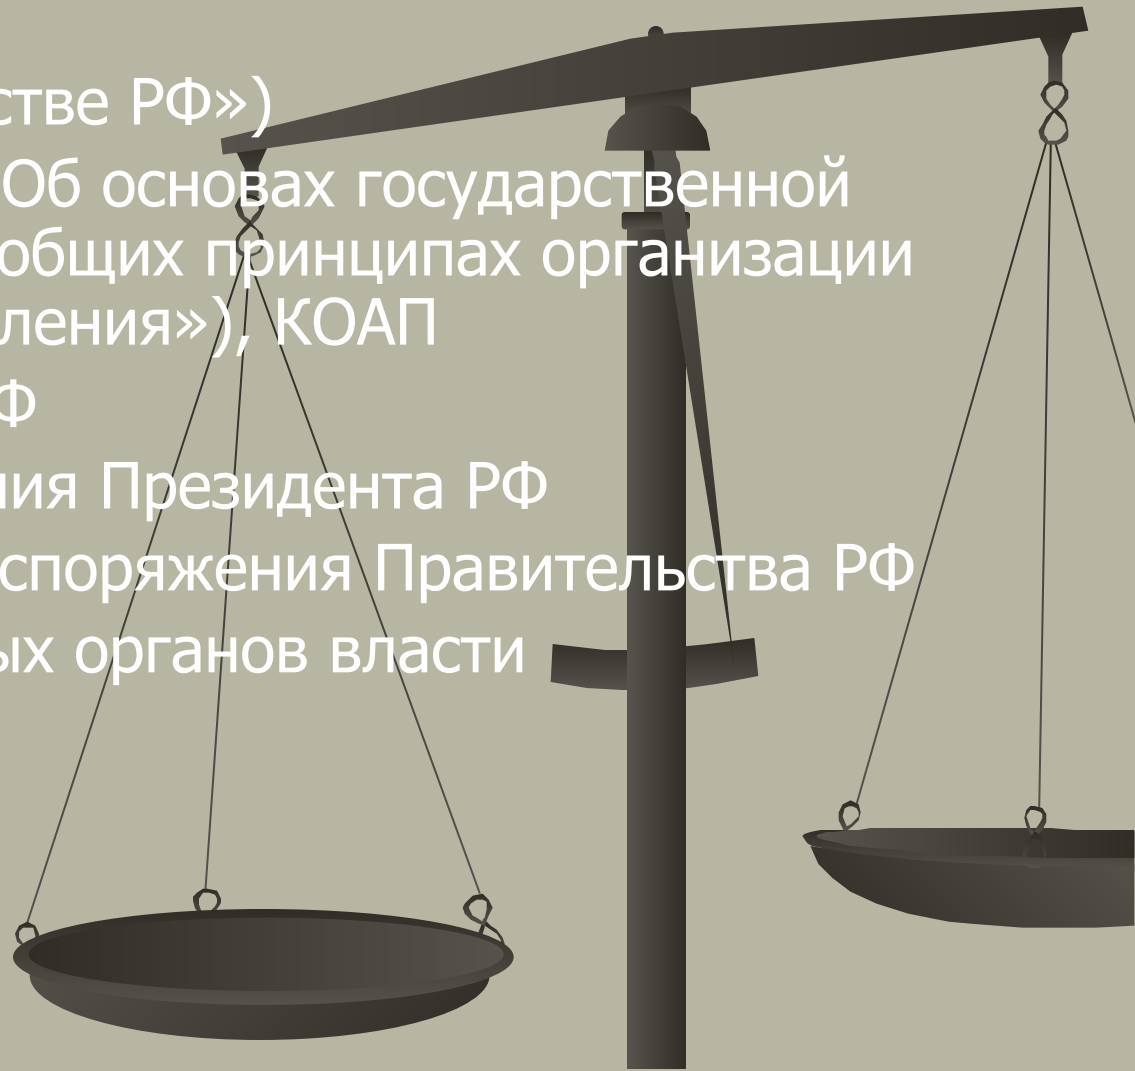 стве РФ»)
Об основах государственной
общих принципах организации
ления»), КОАП
Ф
ия Президента РФ
споряжения Правительства РФ
ых органов власти